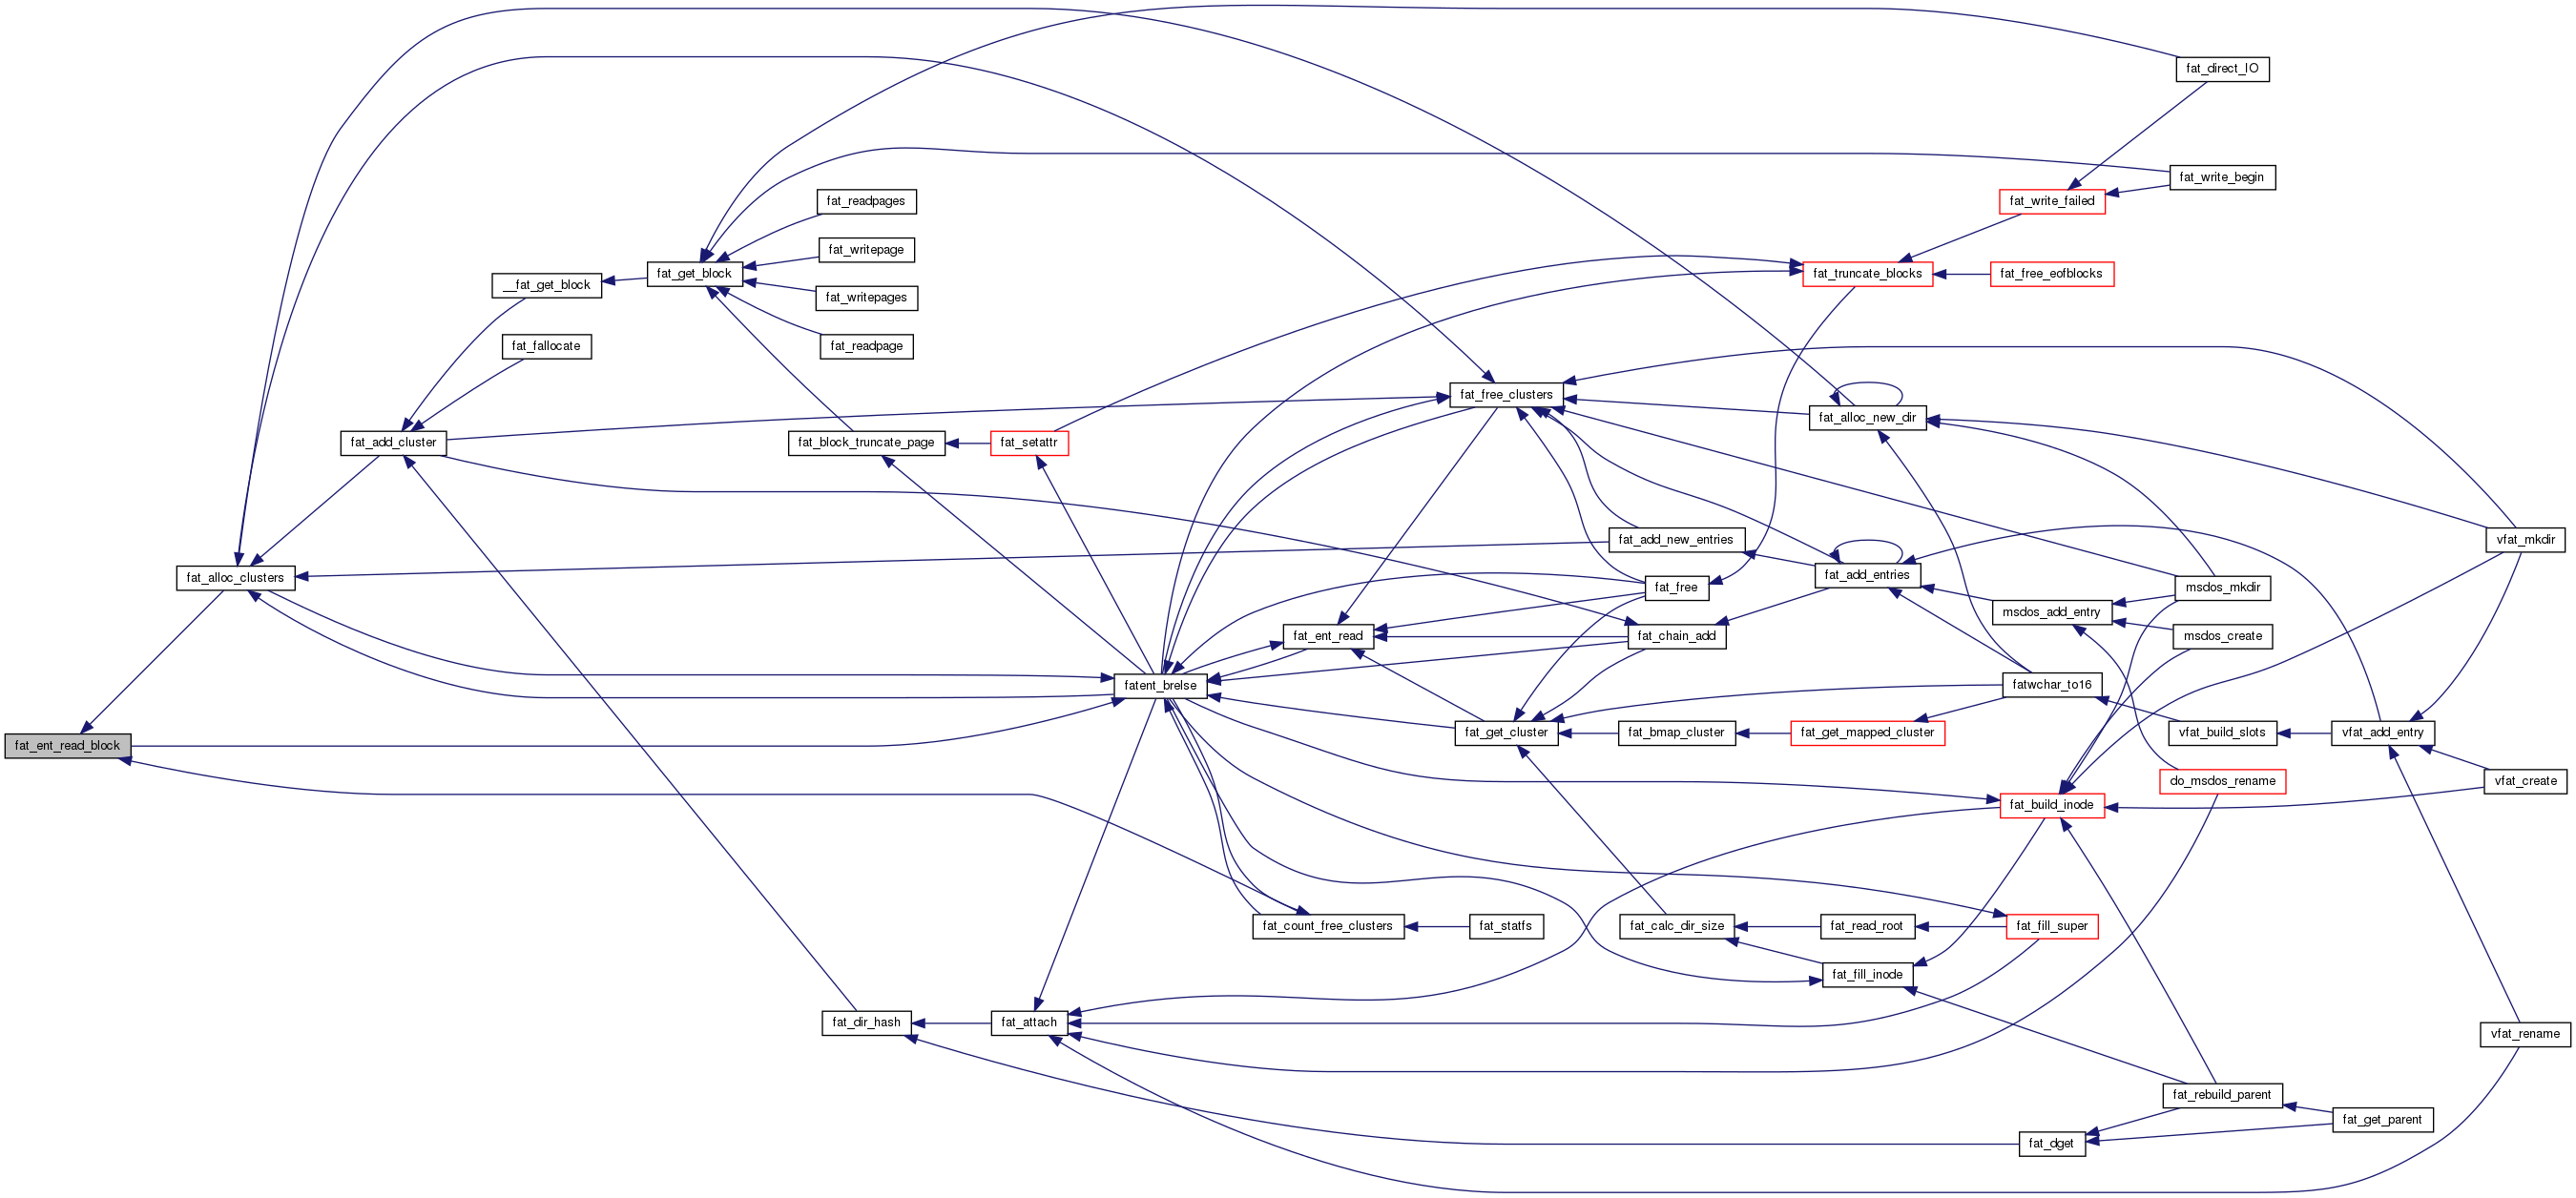 fat_direct_IO
fat_write_begin
fat_readpages
fat_write_failed
fat_writepage
fat_get_block
fat_truncate_blocks
fat_free_eofblocks
__fat_get_block
fat_writepages
fat_fallocate
fat_readpage
fat_free_clusters
fat_alloc_new_dir
fat_add_cluster
fat_block_truncate_page
fat_setattr
fat_add_new_entries
vfat_mkdir
fat_alloc_clusters
fat_add_entries
fat_free
msdos_mkdir
msdos_add_entry
fat_ent_read
fat_chain_add
msdos_create
fatent_brelse
fatwchar_to16
fat_ent_read_block
fat_get_cluster
fat_bmap_cluster
fat_get_mapped_cluster
vfat_build_slots
vfat_add_entry
do_msdos_rename
vfat_create
fat_build_inode
fat_count_free_clusters
fat_statfs
fat_calc_dir_size
fat_read_root
fat_fill_super
fat_fill_inode
fat_dir_hash
fat_attach
vfat_rename
fat_rebuild_parent
fat_get_parent
fat_dget